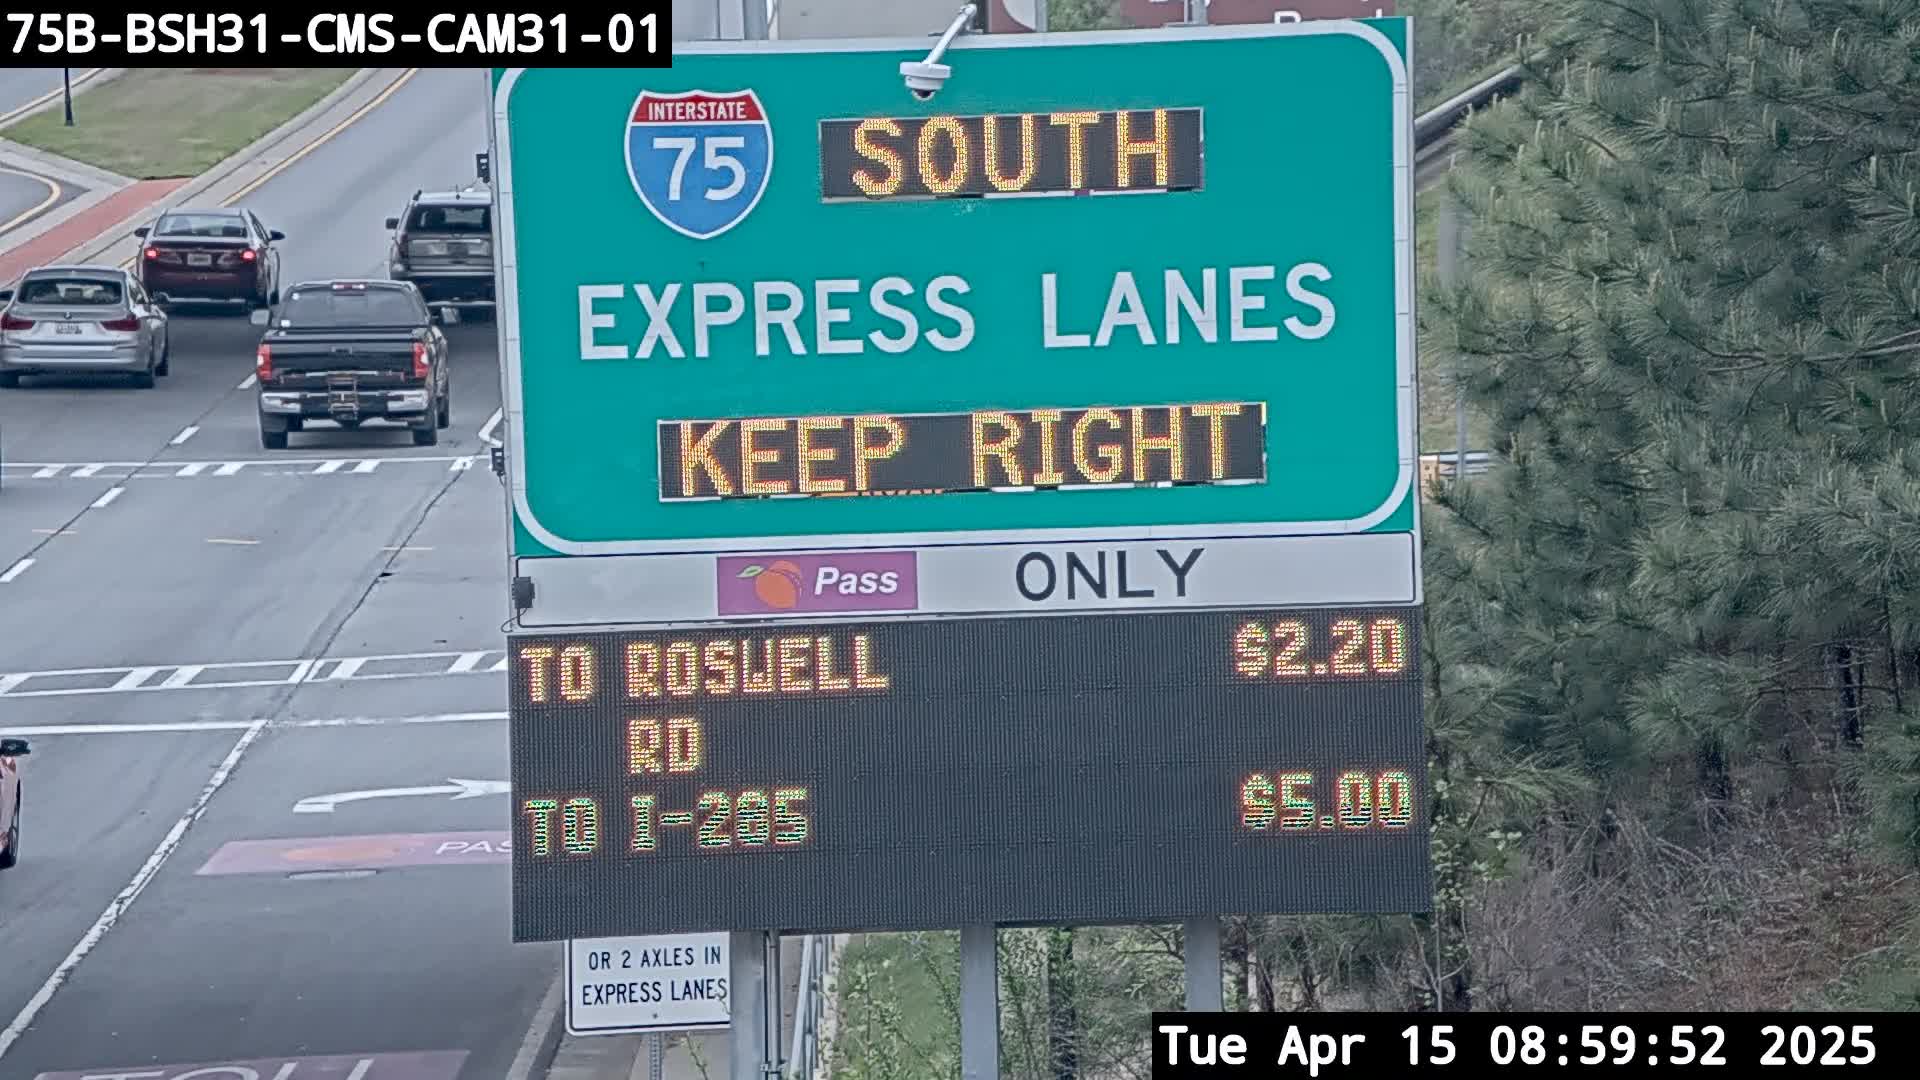 75B-BSH31-CMS-CAM31-01
INTERSTATE
75
SOUTH
EXPRESS LANES
KEEP RIGHT
Pass ONLY
TO ROSWELL $2.20
RD
TO I-285 $5.00
OR 2 AXLES IN
EXPRESS LANES
TOLL
Tue Apr 15 08:59:52 2025